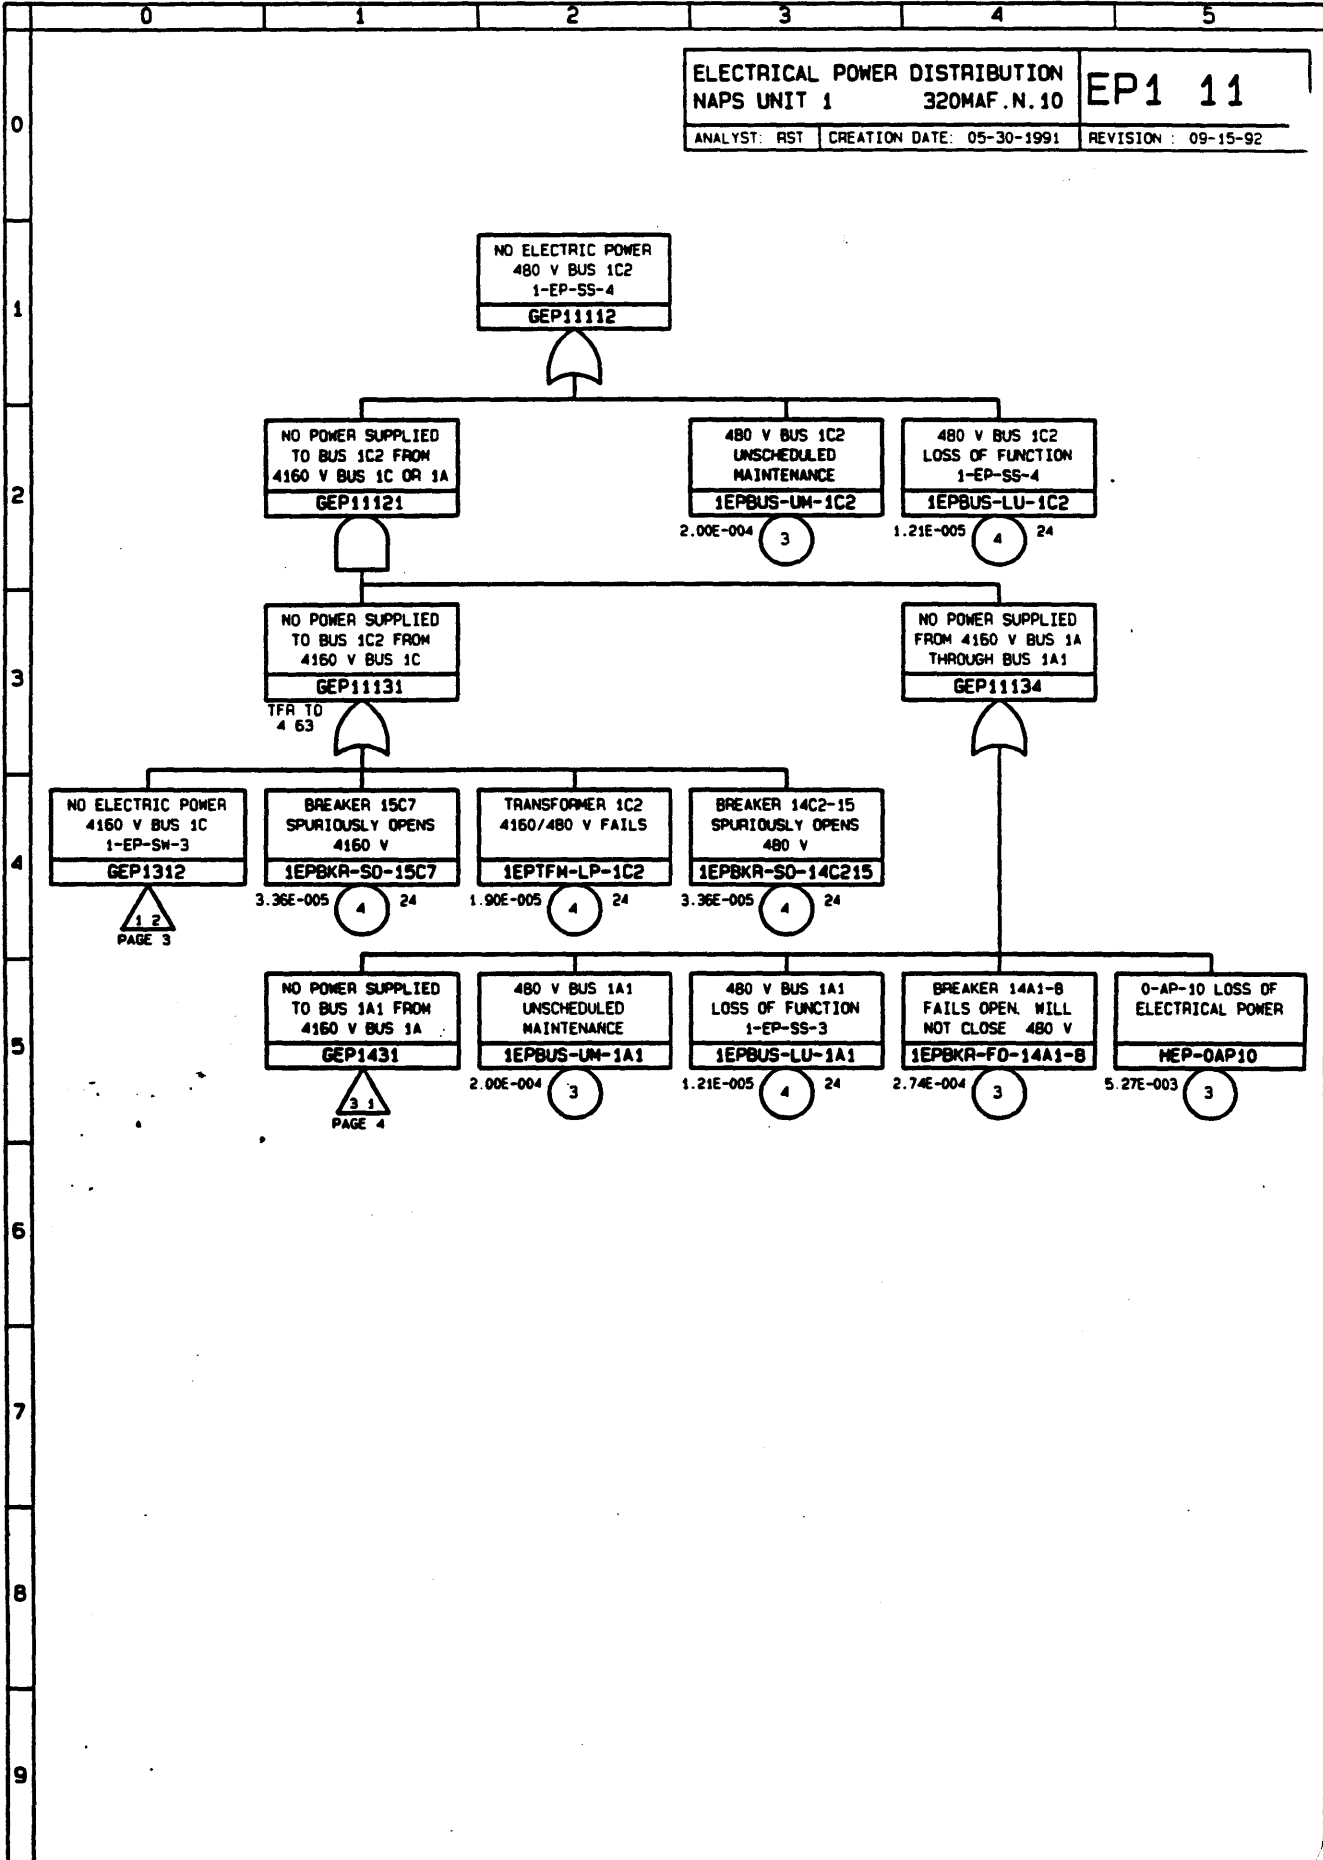 0 1 2 3 4 5
ELECTRICAL POWER DISTRIBUTION
NAPS UNIT 1 320MAF.N.10
EP1 11
ANALYST: RST CREATION DATE: 05-30-1991 REVISION : 09-15-92
0
NO ELECTRIC POWER
480 V BUS 1C2
1-EP-SS-4
GEP11112
1
NO POWER SUPPLIED
TO BUS 1C2 FROM
4160 V BUS 1C OR 1A
GEP11121
480 V BUS 1C2
UNSCHEDULED
MAINTENANCE
1EPBUS-UM-1C2
2.00E-004 3
480 V BUS 1C2
LOSS OF FUNCTION
1-EP-SS-4
1EPBUS-LU-1C2
1.21E-005 4 24
2
NO POWER SUPPLIED
TO BUS 1C2 FROM
4160 V BUS 1C
GEP11131
TFR TO
4 63
NO POWER SUPPLIED
FROM 4160 V BUS 1A
THROUGH BUS 1A1
GEP11134
3
NO ELECTRIC POWER
4160 V BUS 1C
1-EP-SW-3
GEP1312
1 2
PAGE 3
BREAKER 15C7
SPURIOUSLY OPENS
4160 V
1EPBKR-SO-15C7
3.36E-005 4 24
TRANSFORMER 1C2
4160/480 V FAILS
1EPTFM-LP-1C2
1.90E-005 4 24
BREAKER 14C2-15
SPURIOUSLY OPENS
480 V
1EPBKR-SO-14C215
3.36E-005 4 24
4
NO POWER SUPPLIED
TO BUS 1A1 FROM
4160 V BUS 1A
GEP1431
3 1
PAGE 4
480 V BUS 1A1
UNSCHEDULED
MAINTENANCE
1EPBUS-UM-1A1
2.00E-004 3
480 V BUS 1A1
LOSS OF FUNCTION
1-EP-SS-3
1EPBUS-LU-1A1
1.21E-005 4 24
BREAKER 14A1-8
FAILS OPEN, WILL
NOT CLOSE 480 V
1EPBKR-FO-14A1-8
2.74E-004 3
0-AP-10 LOSS OF
ELECTRICAL POWER
HEP-0AP10
5.27E-003 3
5
6
7
8
9